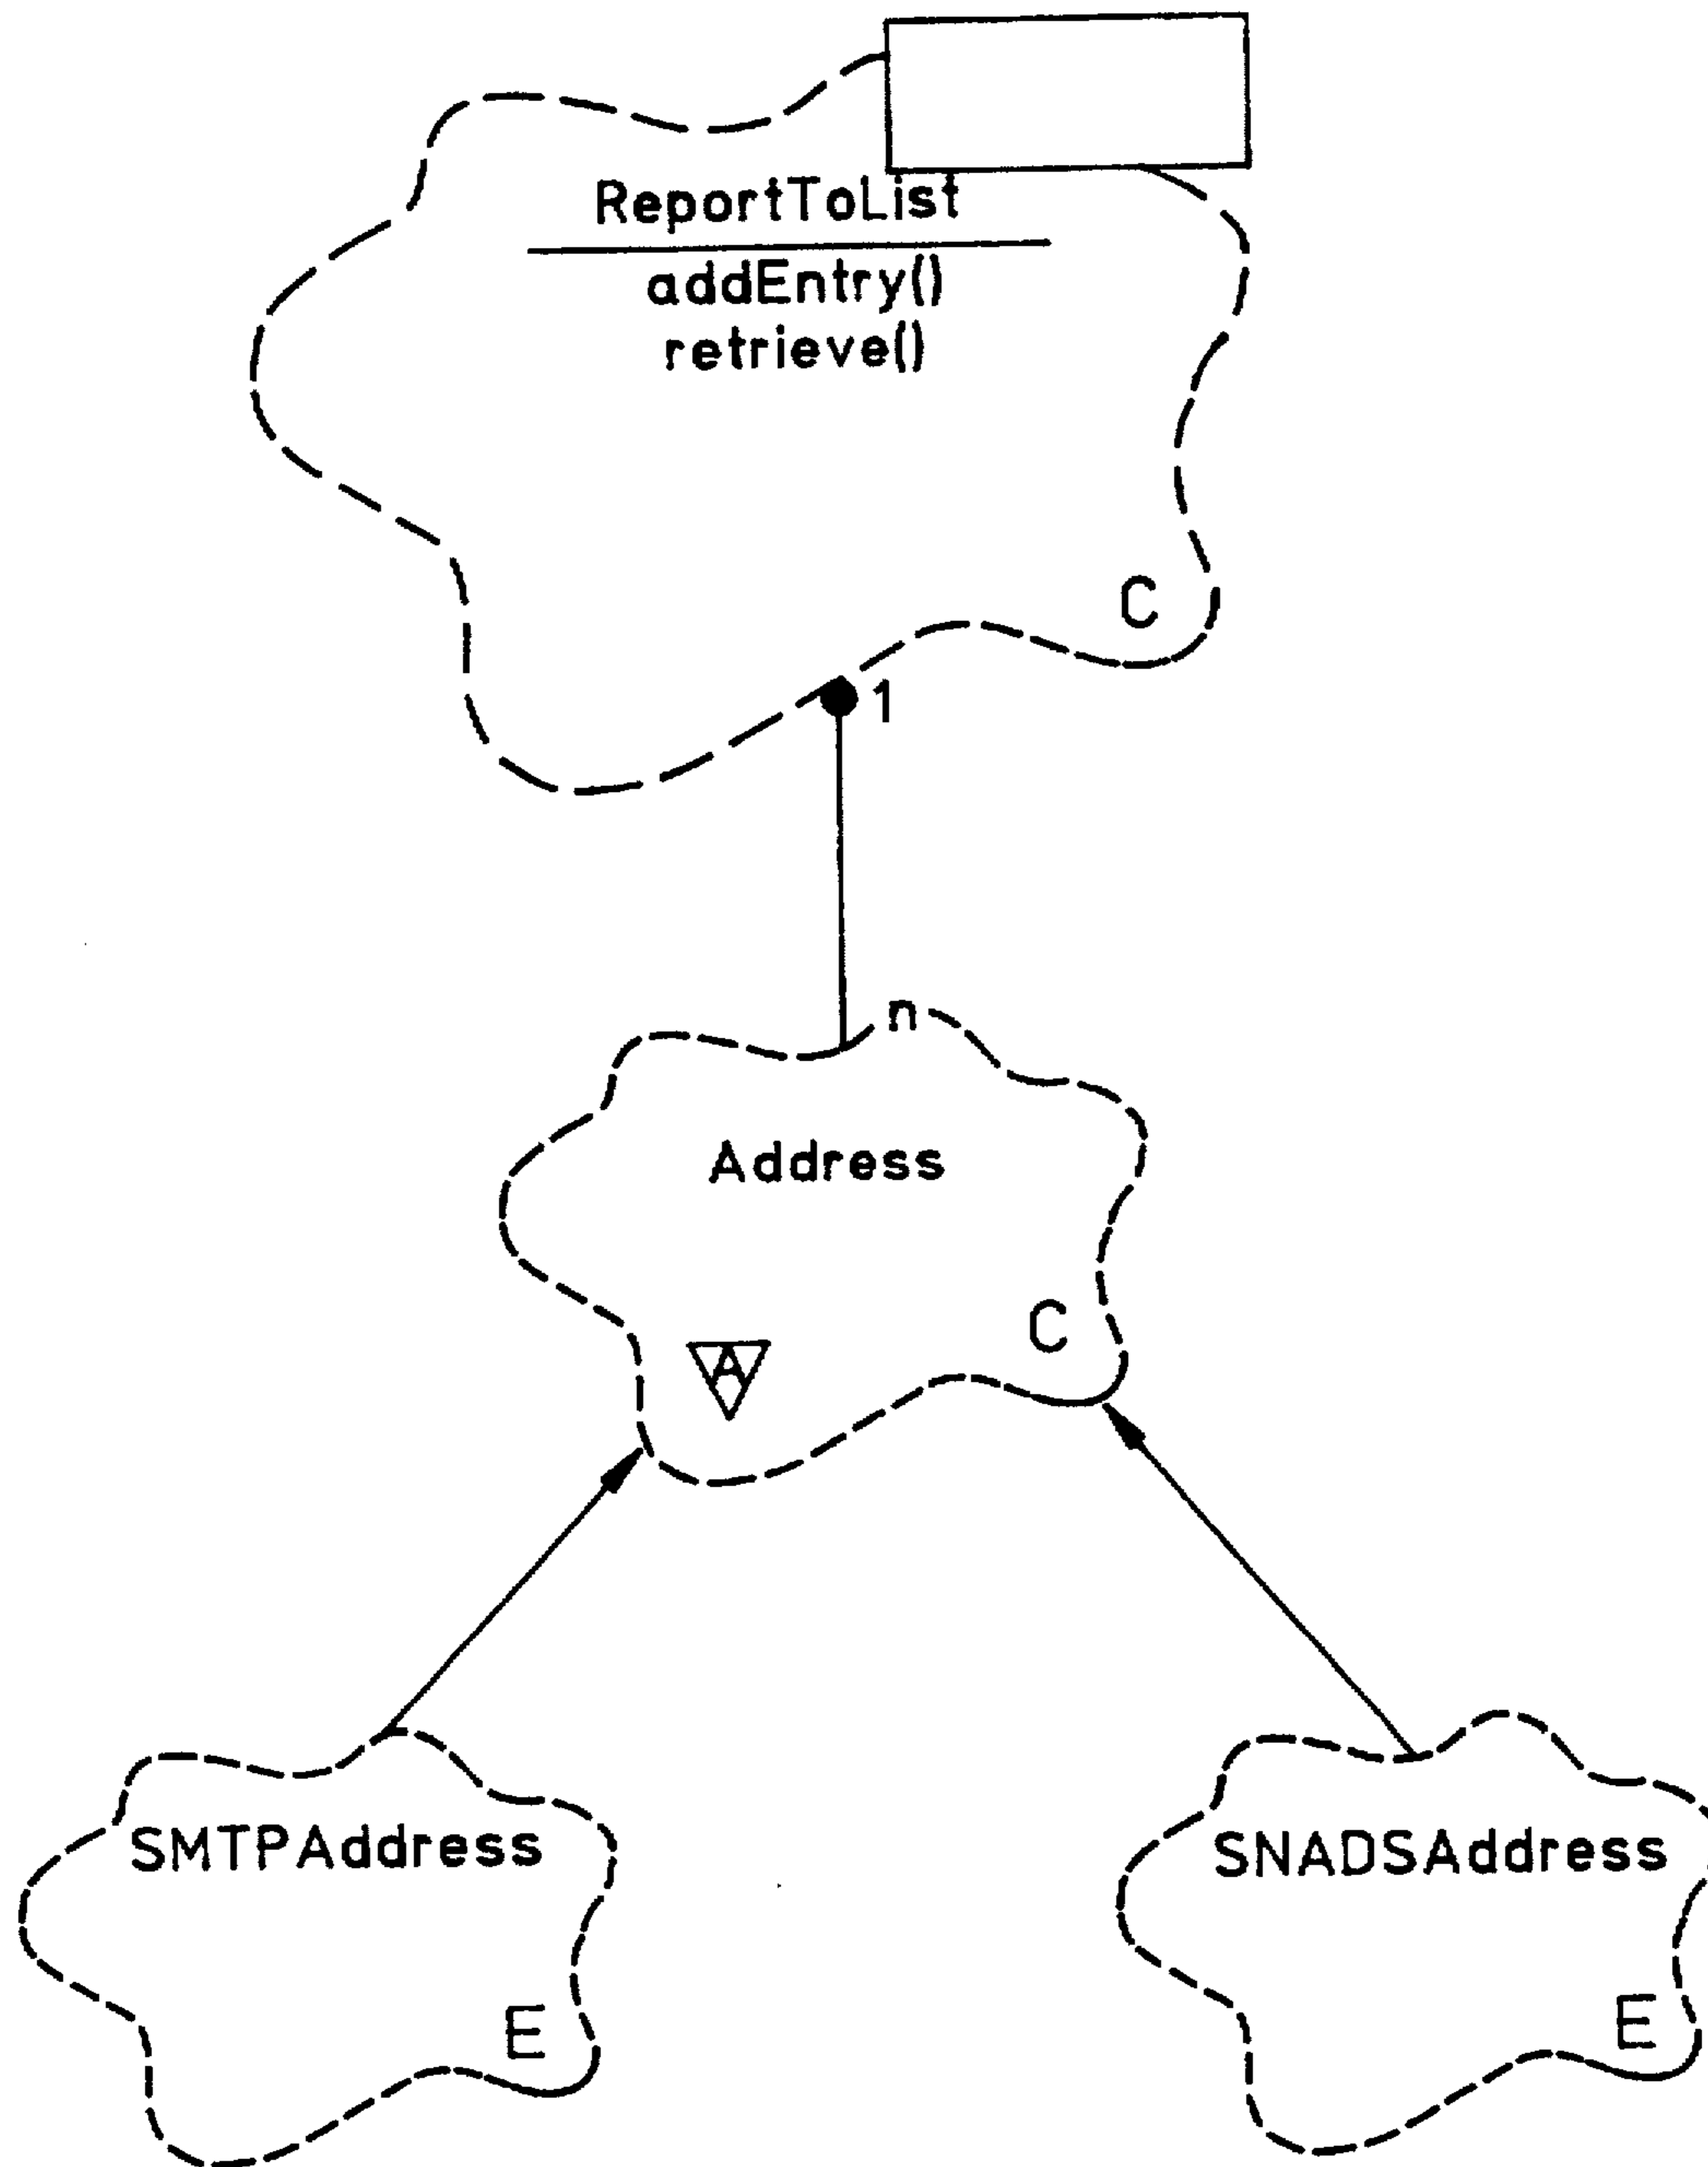 ReportToList
addEntry()
retrieve()
C
1
n
Address
C
A
SMTPAddress
SNADSAddress
E
E